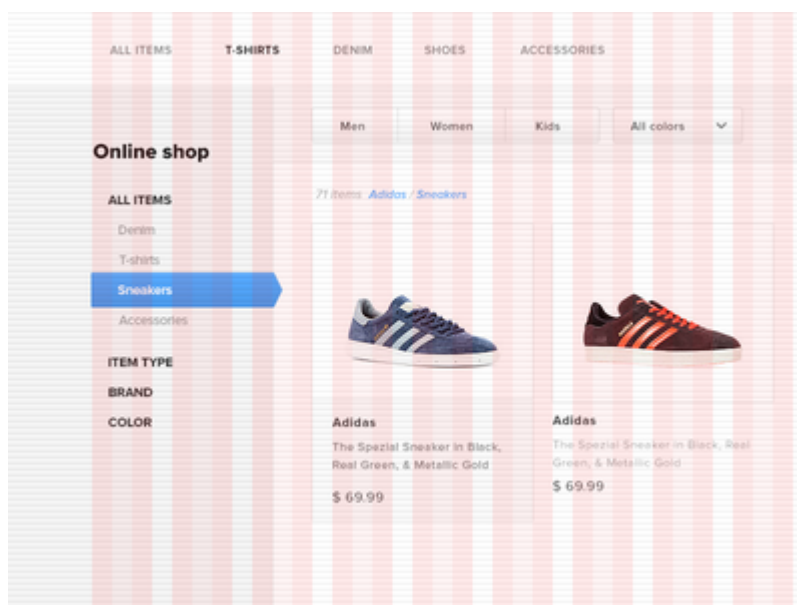 ALL ITEMS T-SHIRTS DENIM SHOES ACCESSORIES
Men Women Kids All colors
Online shop
71 items Adidas / Sneakers
ALL ITEMS
Denim
T-shirts
Sneakers
Accessories
ITEM TYPE
BRAND
COLOR
Adidas
The Spezial Sneaker in Black,
Real Green, & Metallic Gold
$ 69.99
Adidas
The Spezial Sneaker in Black, Real
Green, & Metallic Gold
$ 69.99